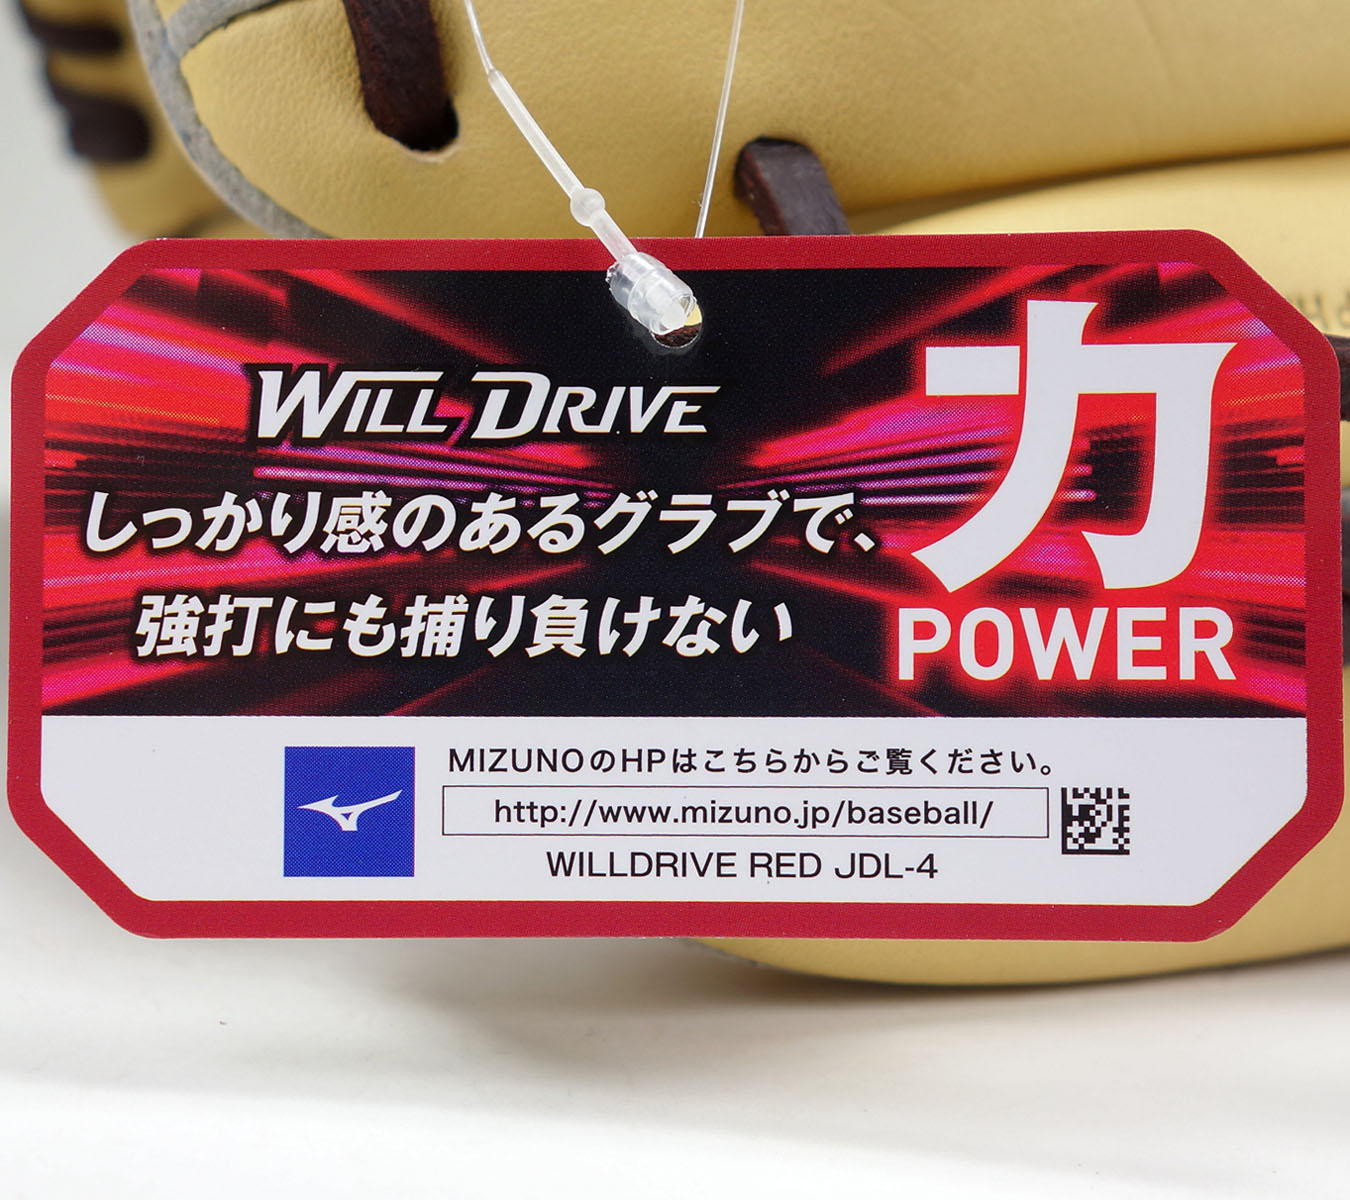 WILL DRIVE
しっかり感のあるグラブで、
強打にも捕り負けない
力
POWER
MIZUNOのHPはこちらからご覧ください。
http://www.mizuno.jp/baseball/
WILLDRIVE RED JDL-4